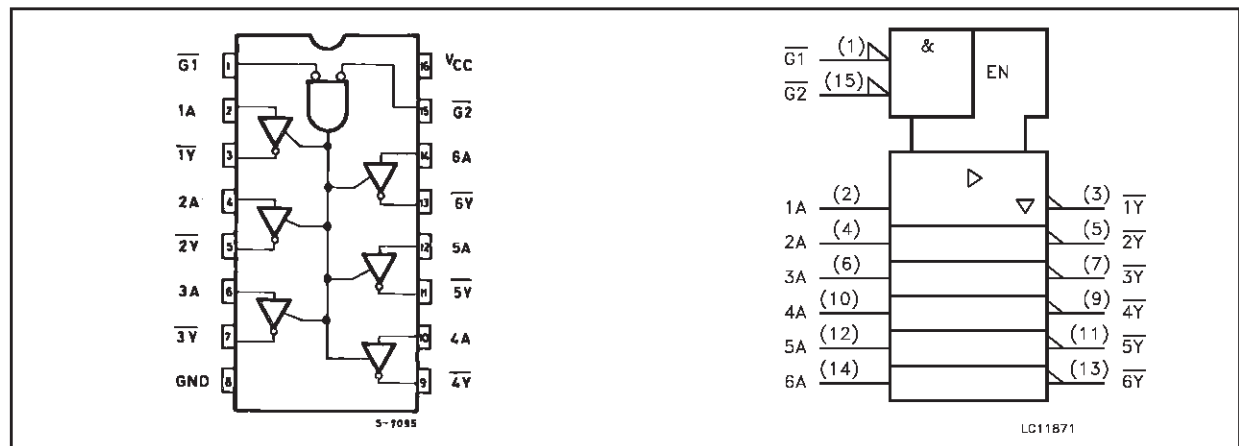 G1 1 16 VCC
1A 2 15 G2
1Y 3 14 6A
2A 4 13 6Y
2Y 5 12 5A
3A 6 11 5Y
3Y 7 10 4A
GND 8 9 4Y
S-7095
G1 (1) & EN
G2 (15)
1A (2) (3) 1Y
2A (4) (5) 2Y
3A (6) (7) 3Y
4A (10) (9) 4Y
5A (12) (11) 5Y
6A (14) (13) 6Y
LC11871